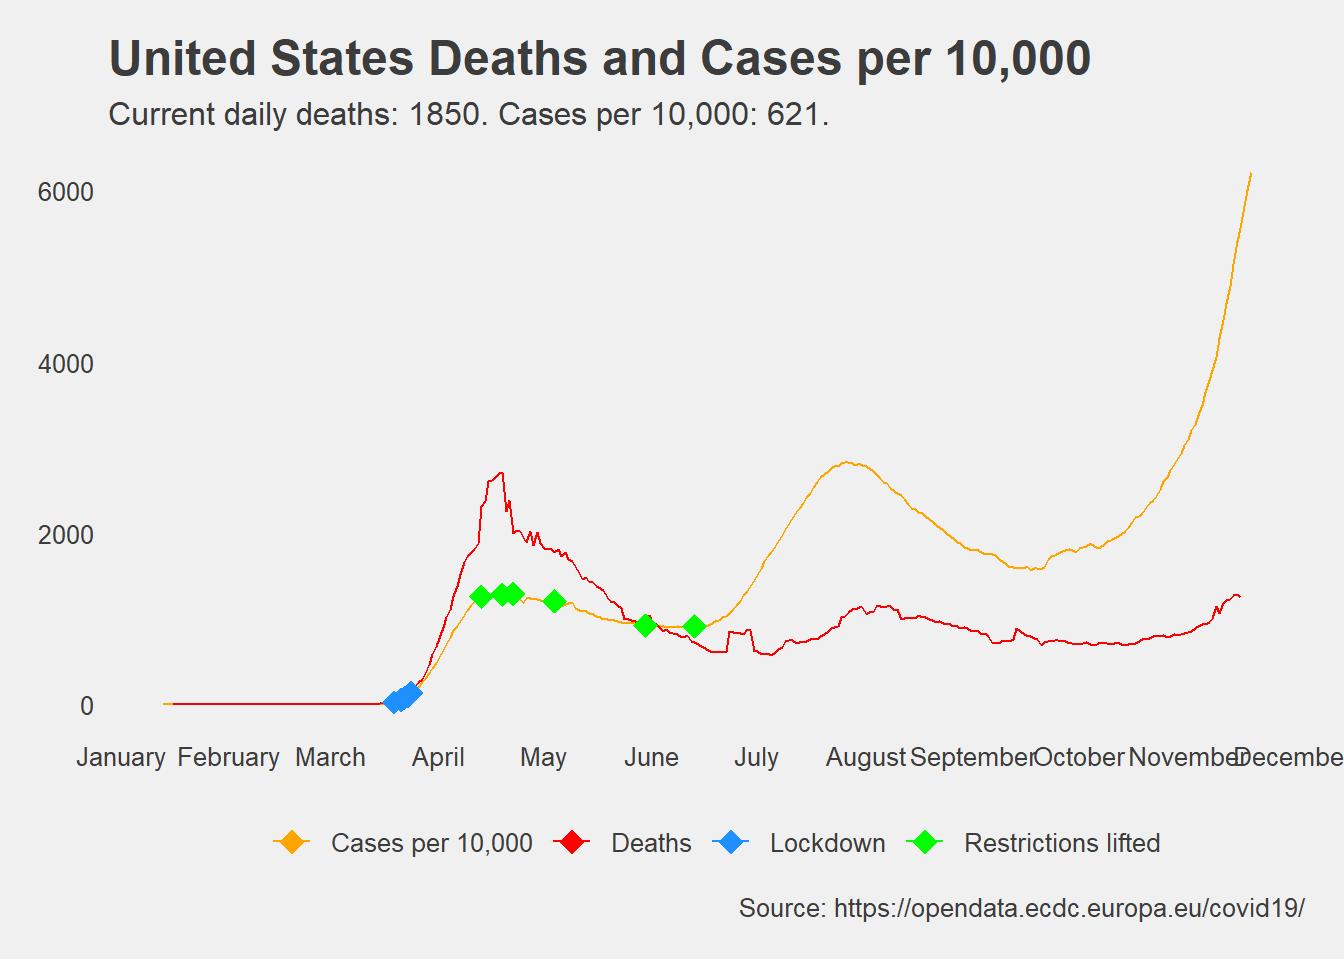 United States Deaths and Cases per 10,000
Current daily deaths: 1850. Cases per 10,000: 621.
6000
4000
2000
0
January February March April May June July August September October November December
Cases per 10,000 Deaths Lockdown Restrictions lifted
Source: https://opendata.ecdc.europa.eu/covid19/